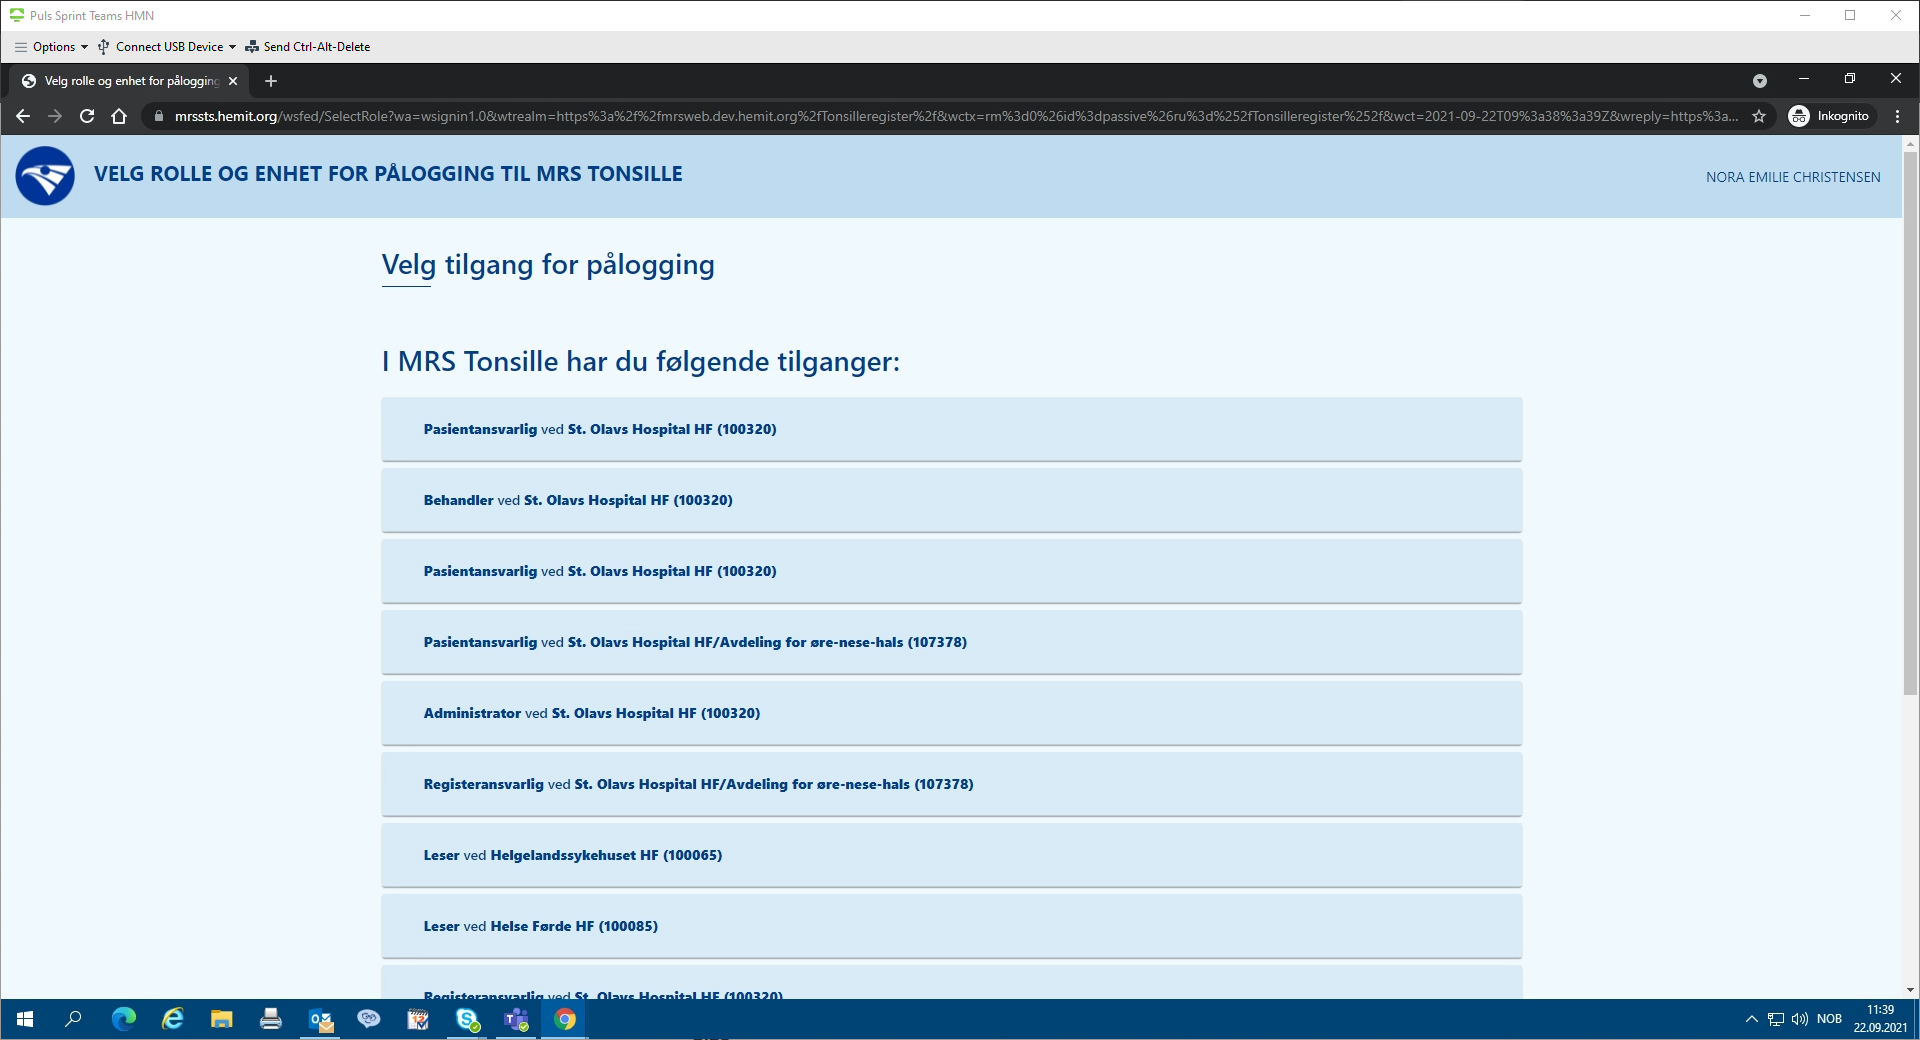 Puls Sprint Teams HMN
Options Connect USB Device Send Ctrl-Alt-Delete
Velg rolle og enhet for pålogging
mrssts.hemit.org/wsfed/SelectRole?wa=wsignin1.0&wtrealm=https%3a%2f%2fmrsweb.dev.hemit.org%2fTonsilleregister%2f&wctx=rm%3d0%26id%3dpassive%26ru%3d%252fTonsilleregister%252f&wct=2021-09-22T09%3a38%3a39Z&wreply=https%3a... Inkognito
VELG ROLLE OG ENHET FOR PÅLOGGING TIL MRS TONSILLE
NORA EMILIE CHRISTENSEN
Velg tilgang for pålogging
I MRS Tonsille har du følgende tilganger:
Pasientansvarlig ved St. Olavs Hospital HF (100320)
Behandler ved St. Olavs Hospital HF (100320)
Pasientansvarlig ved St. Olavs Hospital HF (100320)
Pasientansvarlig ved St. Olavs Hospital HF/Avdeling for øre-nese-hals (107378)
Administrator ved St. Olavs Hospital HF (100320)
Registeransvarlig ved St. Olavs Hospital HF/Avdeling for øre-nese-hals (107378)
Leser ved Helgelandssykehuset HF (100065)
Leser ved Helse Førde HF (100085)
Registeransvarlig ved St. Olavs Hospital HF (100320)
NOB
11:39
22.09.2021